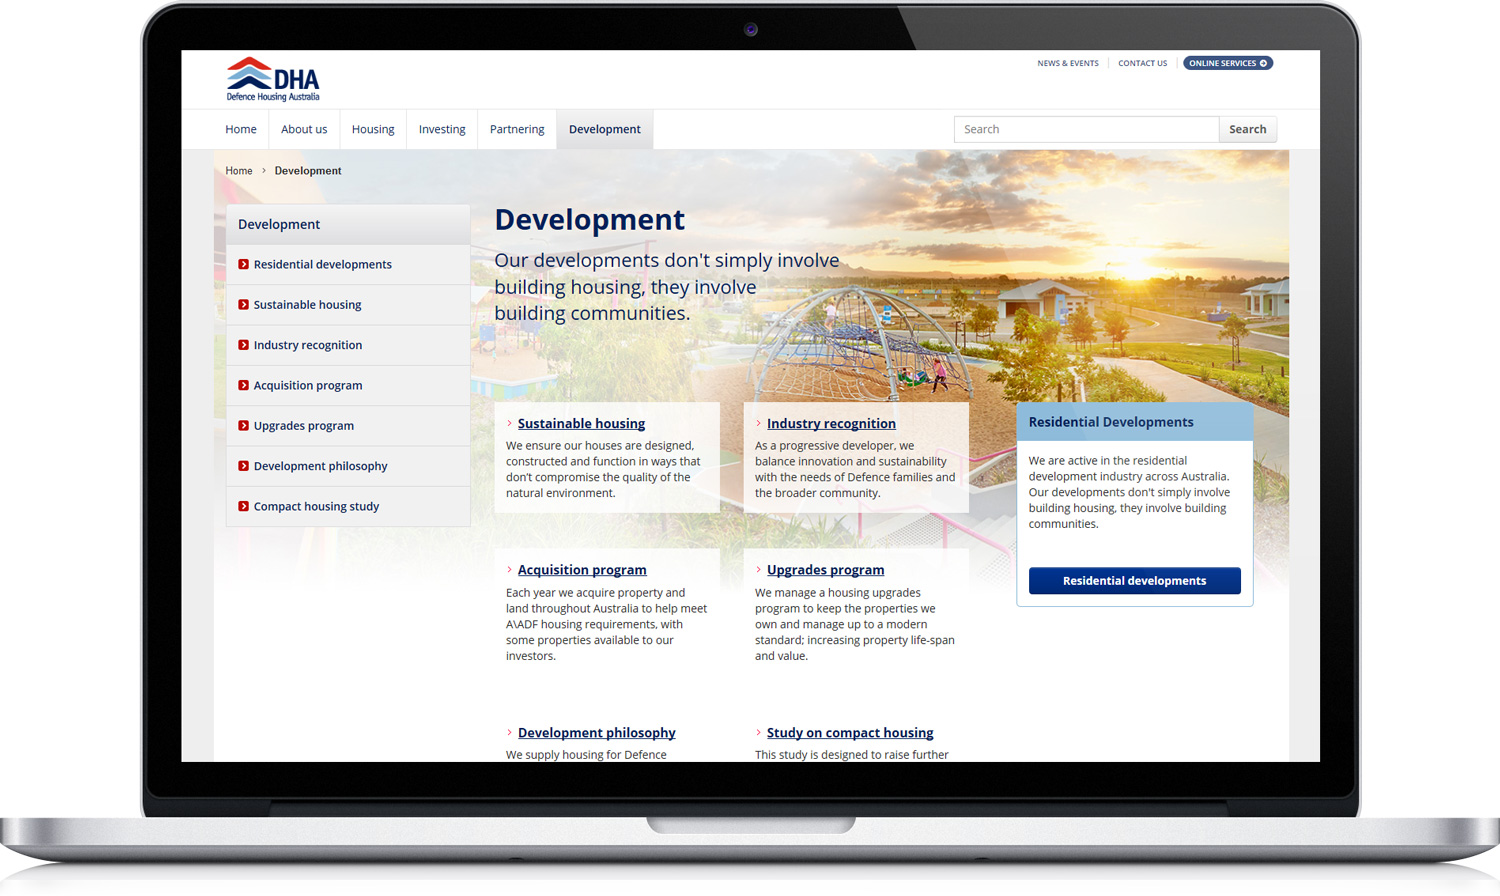 DHA
Defence Housing Australia
NEWS & EVENTS
CONTACT US
ONLINE SERVICES
Home
About us
Housing
Investing
Partnering
Development
Search
Search
Home › Development
Development
Residential developments
Sustainable housing
Industry recognition
Acquisition program
Upgrades program
Development philosophy
Compact housing study
Development
Our developments don't simply involve
building housing, they involve
building communities.
Sustainable housing
We ensure our houses are designed,
constructed and function in ways that
don’t compromise the quality of the
natural environment.
Industry recognition
As a progressive developer, we
balance innovation and sustainability
with the needs of Defence families and
the broader community.
Acquisition program
Each year we acquire property and
land throughout Australia to help meet
A\ADF housing requirements, with
some properties available to our
investors.
Upgrades program
We manage a housing upgrades
program to keep the properties we
own and manage up to a modern
standard; increasing property life-span
and value.
Development philosophy
We supply housing for Defence
Study on compact housing
This study is designed to raise further
Residential Developments
We are active in the residential
development industry across Australia.
Our developments don't simply involve
building housing, they involve building
communities.
Residential developments